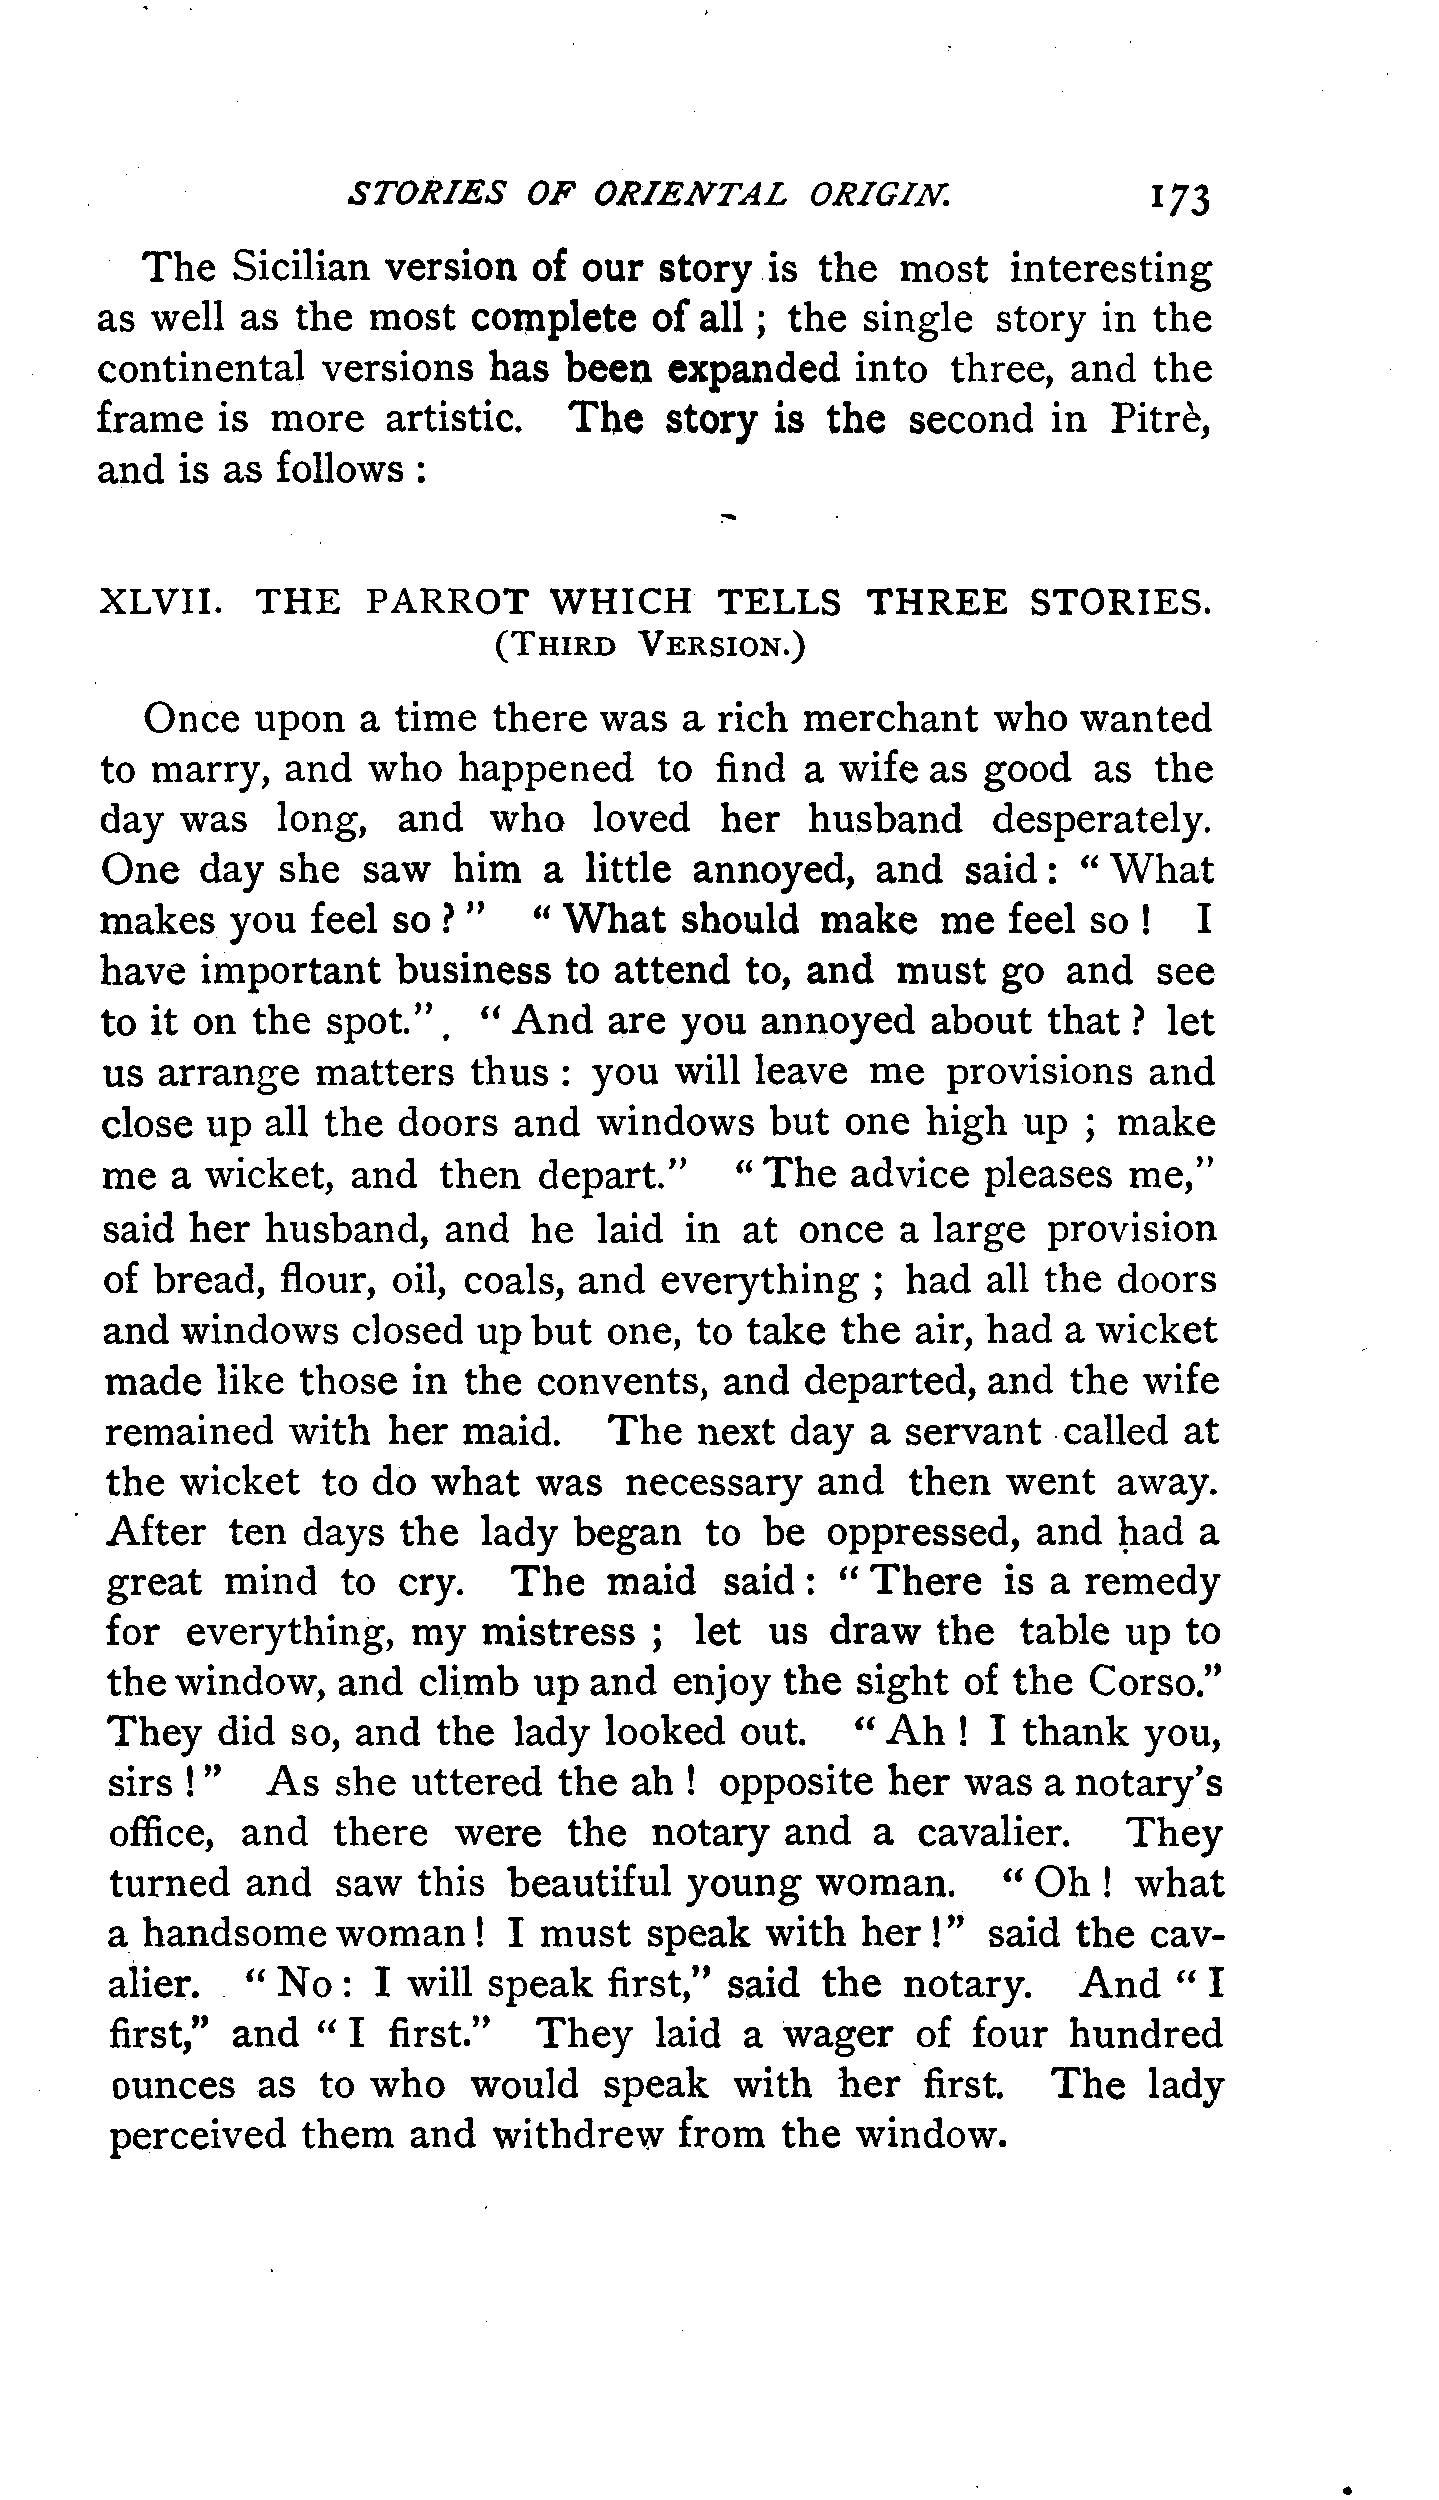 STORIES OF ORIENTAL ORIGIN. 173
The Sicilian version of our story is the most interesting
as well as the most complete of all ; the single story in the
continental versions has been expanded into three, and the
frame is more artistic. The story is the second in Pitrè,
and is as follows :
XLVII. THE PARROT WHICH TELLS THREE STORIES.
(THIRD VERSION.)
Once upon a time there was a rich merchant who wanted
to marry, and who happened to find a wife as good as the
day was long, and who loved her husband desperately.
One day she saw him a little annoyed, and said : " What
makes you feel so ? " " What should make me feel so ! I
have important business to attend to, and must go and see
to it on the spot." " And are you annoyed about that ? let
us arrange matters thus : you will leave me provisions and
close up all the doors and windows but one high up ; make
me a wicket, and then depart." " The advice pleases me,"
said her husband, and he laid in at once a large provision
of bread, flour, oil, coals, and everything ; had all the doors
and windows closed up but one, to take the air, had a wicket
made like those in the convents, and departed, and the wife
remained with her maid. The next day a servant called at
the wicket to do what was necessary and then went away.
After ten days the lady began to be oppressed, and had a
great mind to cry. The maid said : " There is a remedy
for everything, my mistress ; let us draw the table up to
the window, and climb up and enjoy the sight of the Corso."
They did so, and the lady looked out. " Ah ! I thank you,
sirs ! " As she uttered the ah ! opposite her was a notary's
office, and there were the notary and a cavalier. They
turned and saw this beautiful young woman. " Oh ! what
a handsome woman ! I must speak with her !" said the cav-
alier. " No : I will speak first," said the notary. And " I
first," and " I first." They laid a wager of four hundred
ounces as to who would speak with her first. The lady
perceived them and withdrew from the window.